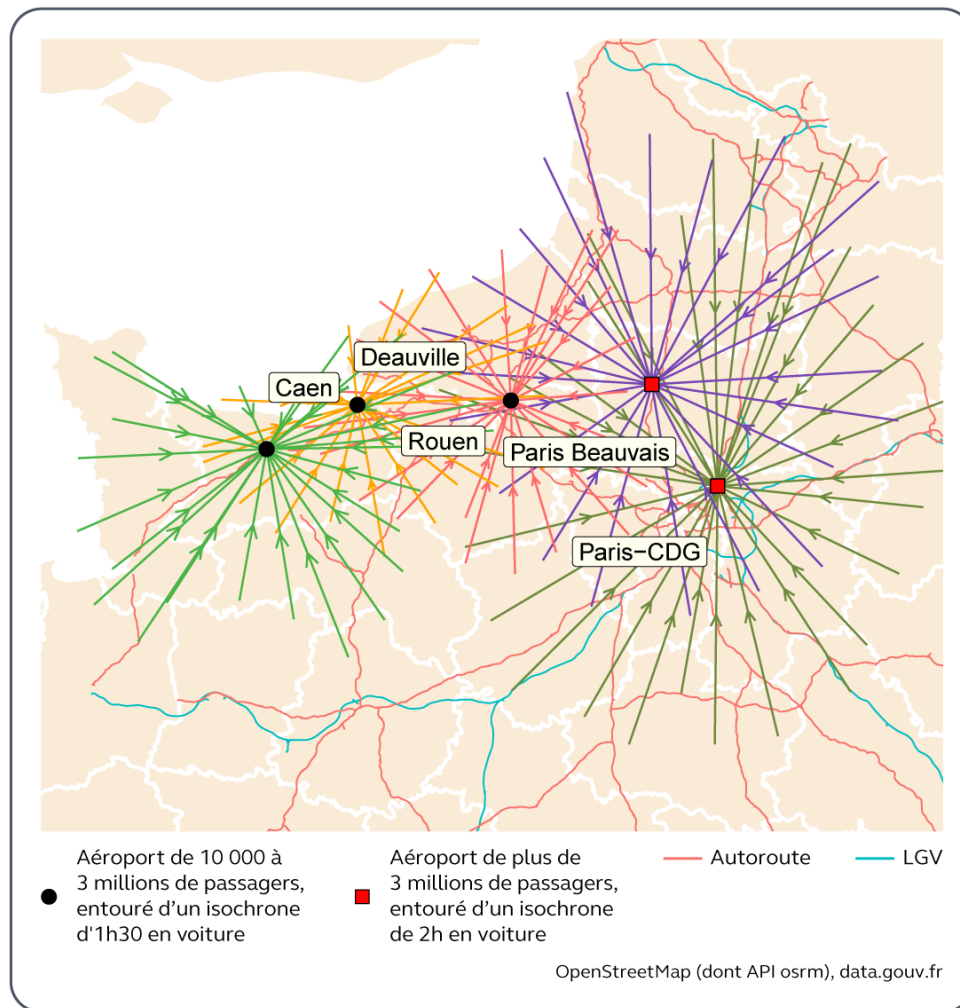 Deauville
Caen
Rouen
Paris Beauvais
Paris−CDG
Aéroport de 10 000 à
3 millions de passagers,
entouré d’un isochrone
d'1h30 en voiture
Aéroport de plus de
3 millions de passagers,
entouré d’un isochrone
de 2h en voiture
Autoroute
LGV
OpenStreetMap (dont API osrm), data.gouv.fr